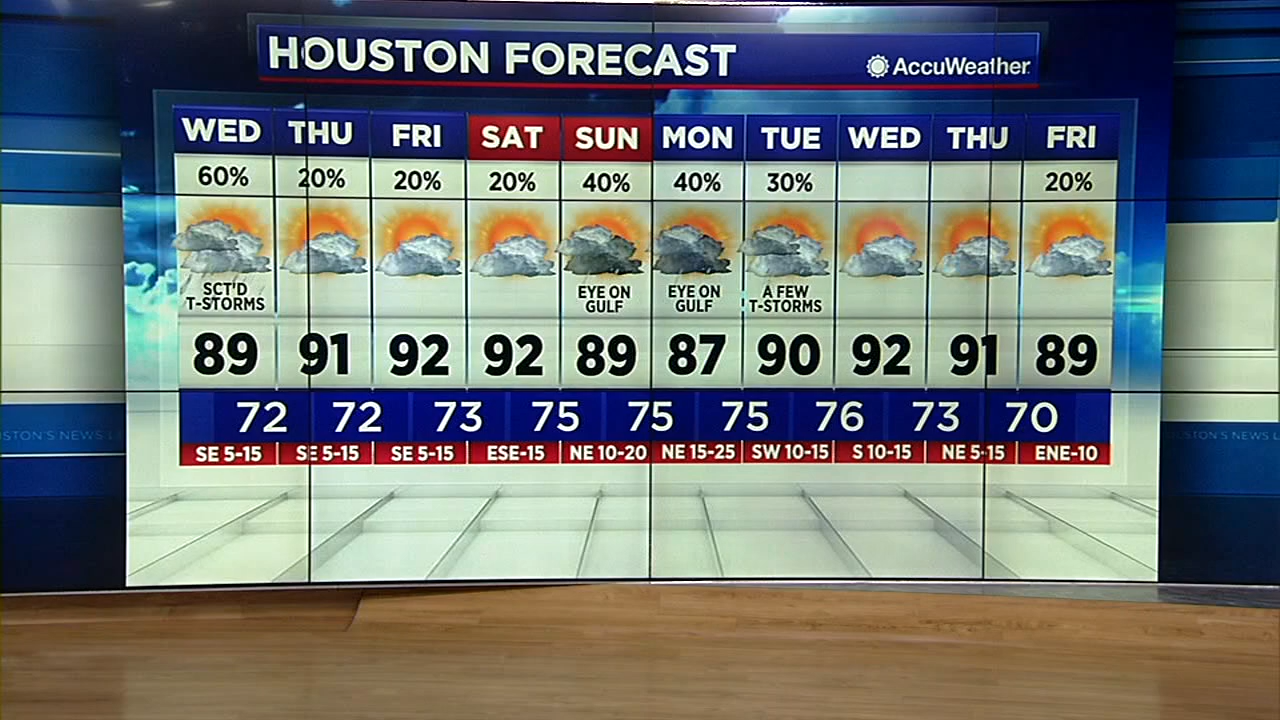 HOUSTON FORECAST
AccuWeather
WED THU FRI SAT SUN MON TUE WED THU FRI
60% 20% 20% 20% 40% 40% 30% 20%
SCT'D T-STORMS
EYE ON GULF
EYE ON GULF
A FEW T-STORMS
89 91 92 92 89 87 90 92 91 89
72 72 73 75 75 75 76 73 70
SE 5-15 SE 5-15 SE 5-15 ESE-15 NE 10-20 NE 15-25 SW 10-15 S 10-15 NE 5-15 ENE-10
STON'S NEWS L
STON'S NEWS L